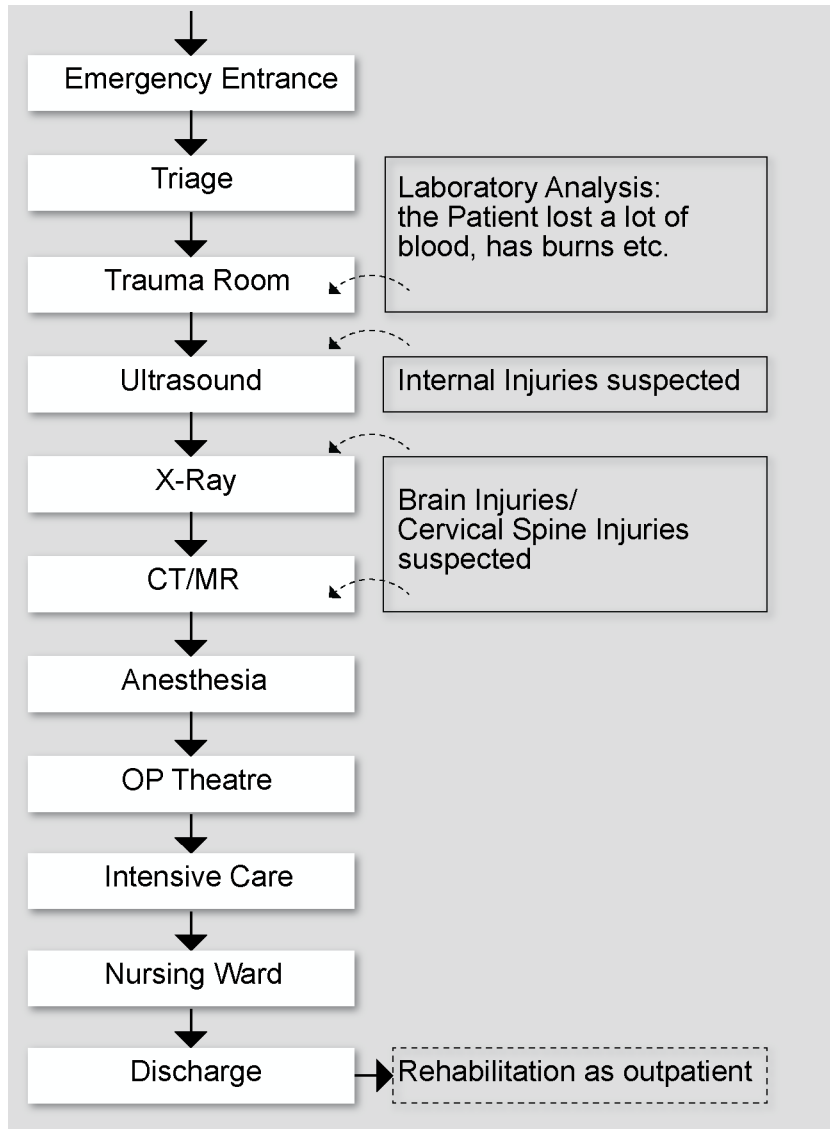 Emergency Entrance
Triage
Laboratory Analysis:
the Patient lost a lot of
blood, has burns etc.
Trauma Room
Ultrasound
Internal Injuries suspected
X-Ray
Brain Injuries/
Cervical Spine Injuries
suspected
CT/MR
Anesthesia
OP Theatre
Intensive Care
Nursing Ward
Discharge
Rehabilitation as outpatient